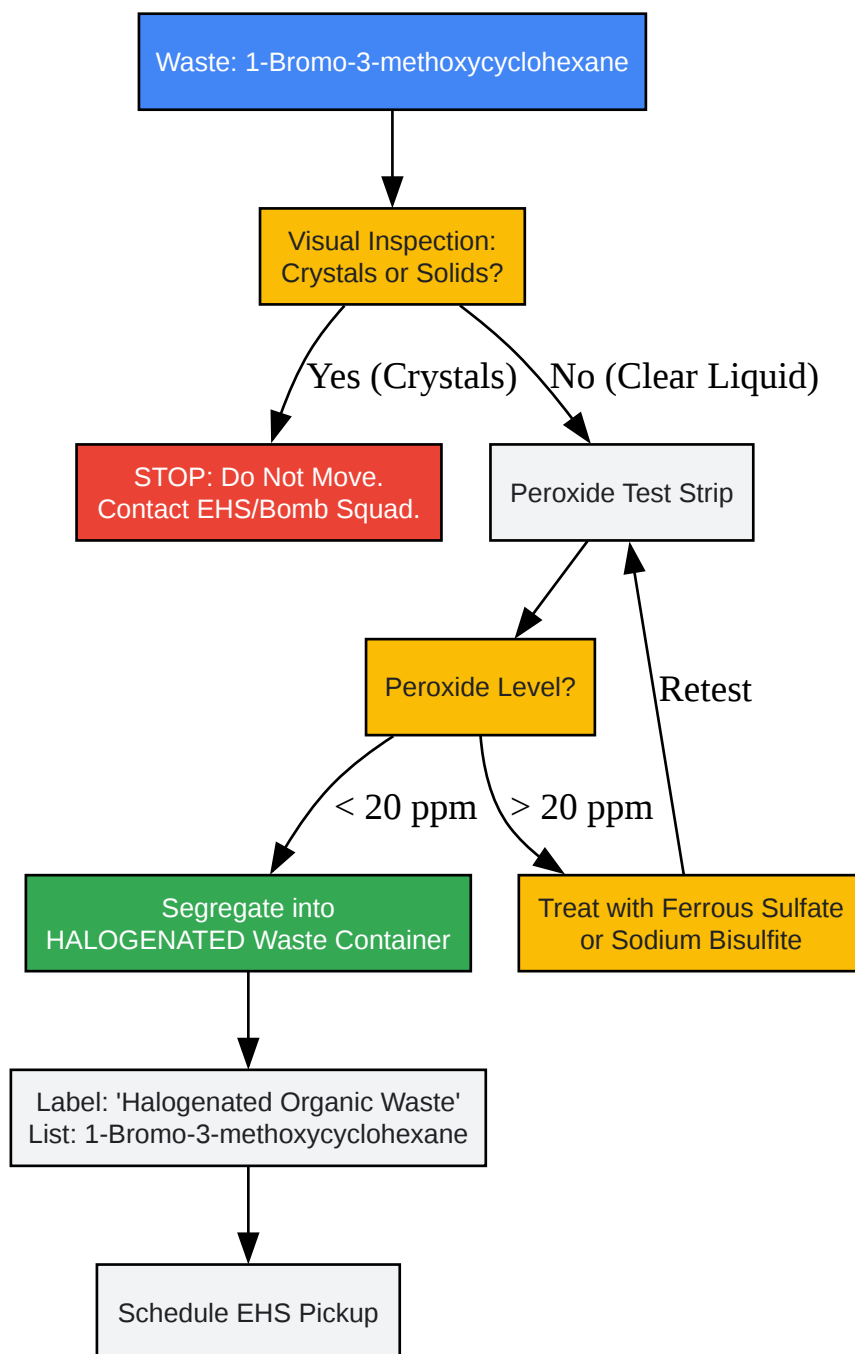 Waste: 1-Bromo-3-methoxycyclohexane
Visual Inspection:
Crystals or Solids?
Yes (Crystals)
No (Clear Liquid)
STOP: Do Not Move.
Contact EHS/Bomb Squad.
Peroxide Test Strip
Peroxide Level?
Retest
< 20 ppm
> 20 ppm
Segregate into
HALOGENATED Waste Container
Treat with Ferrous Sulfate
or Sodium Bisulfite
Label: 'Halogenated Organic Waste'
List: 1-Bromo-3-methoxycyclohexane
Schedule EHS Pickup